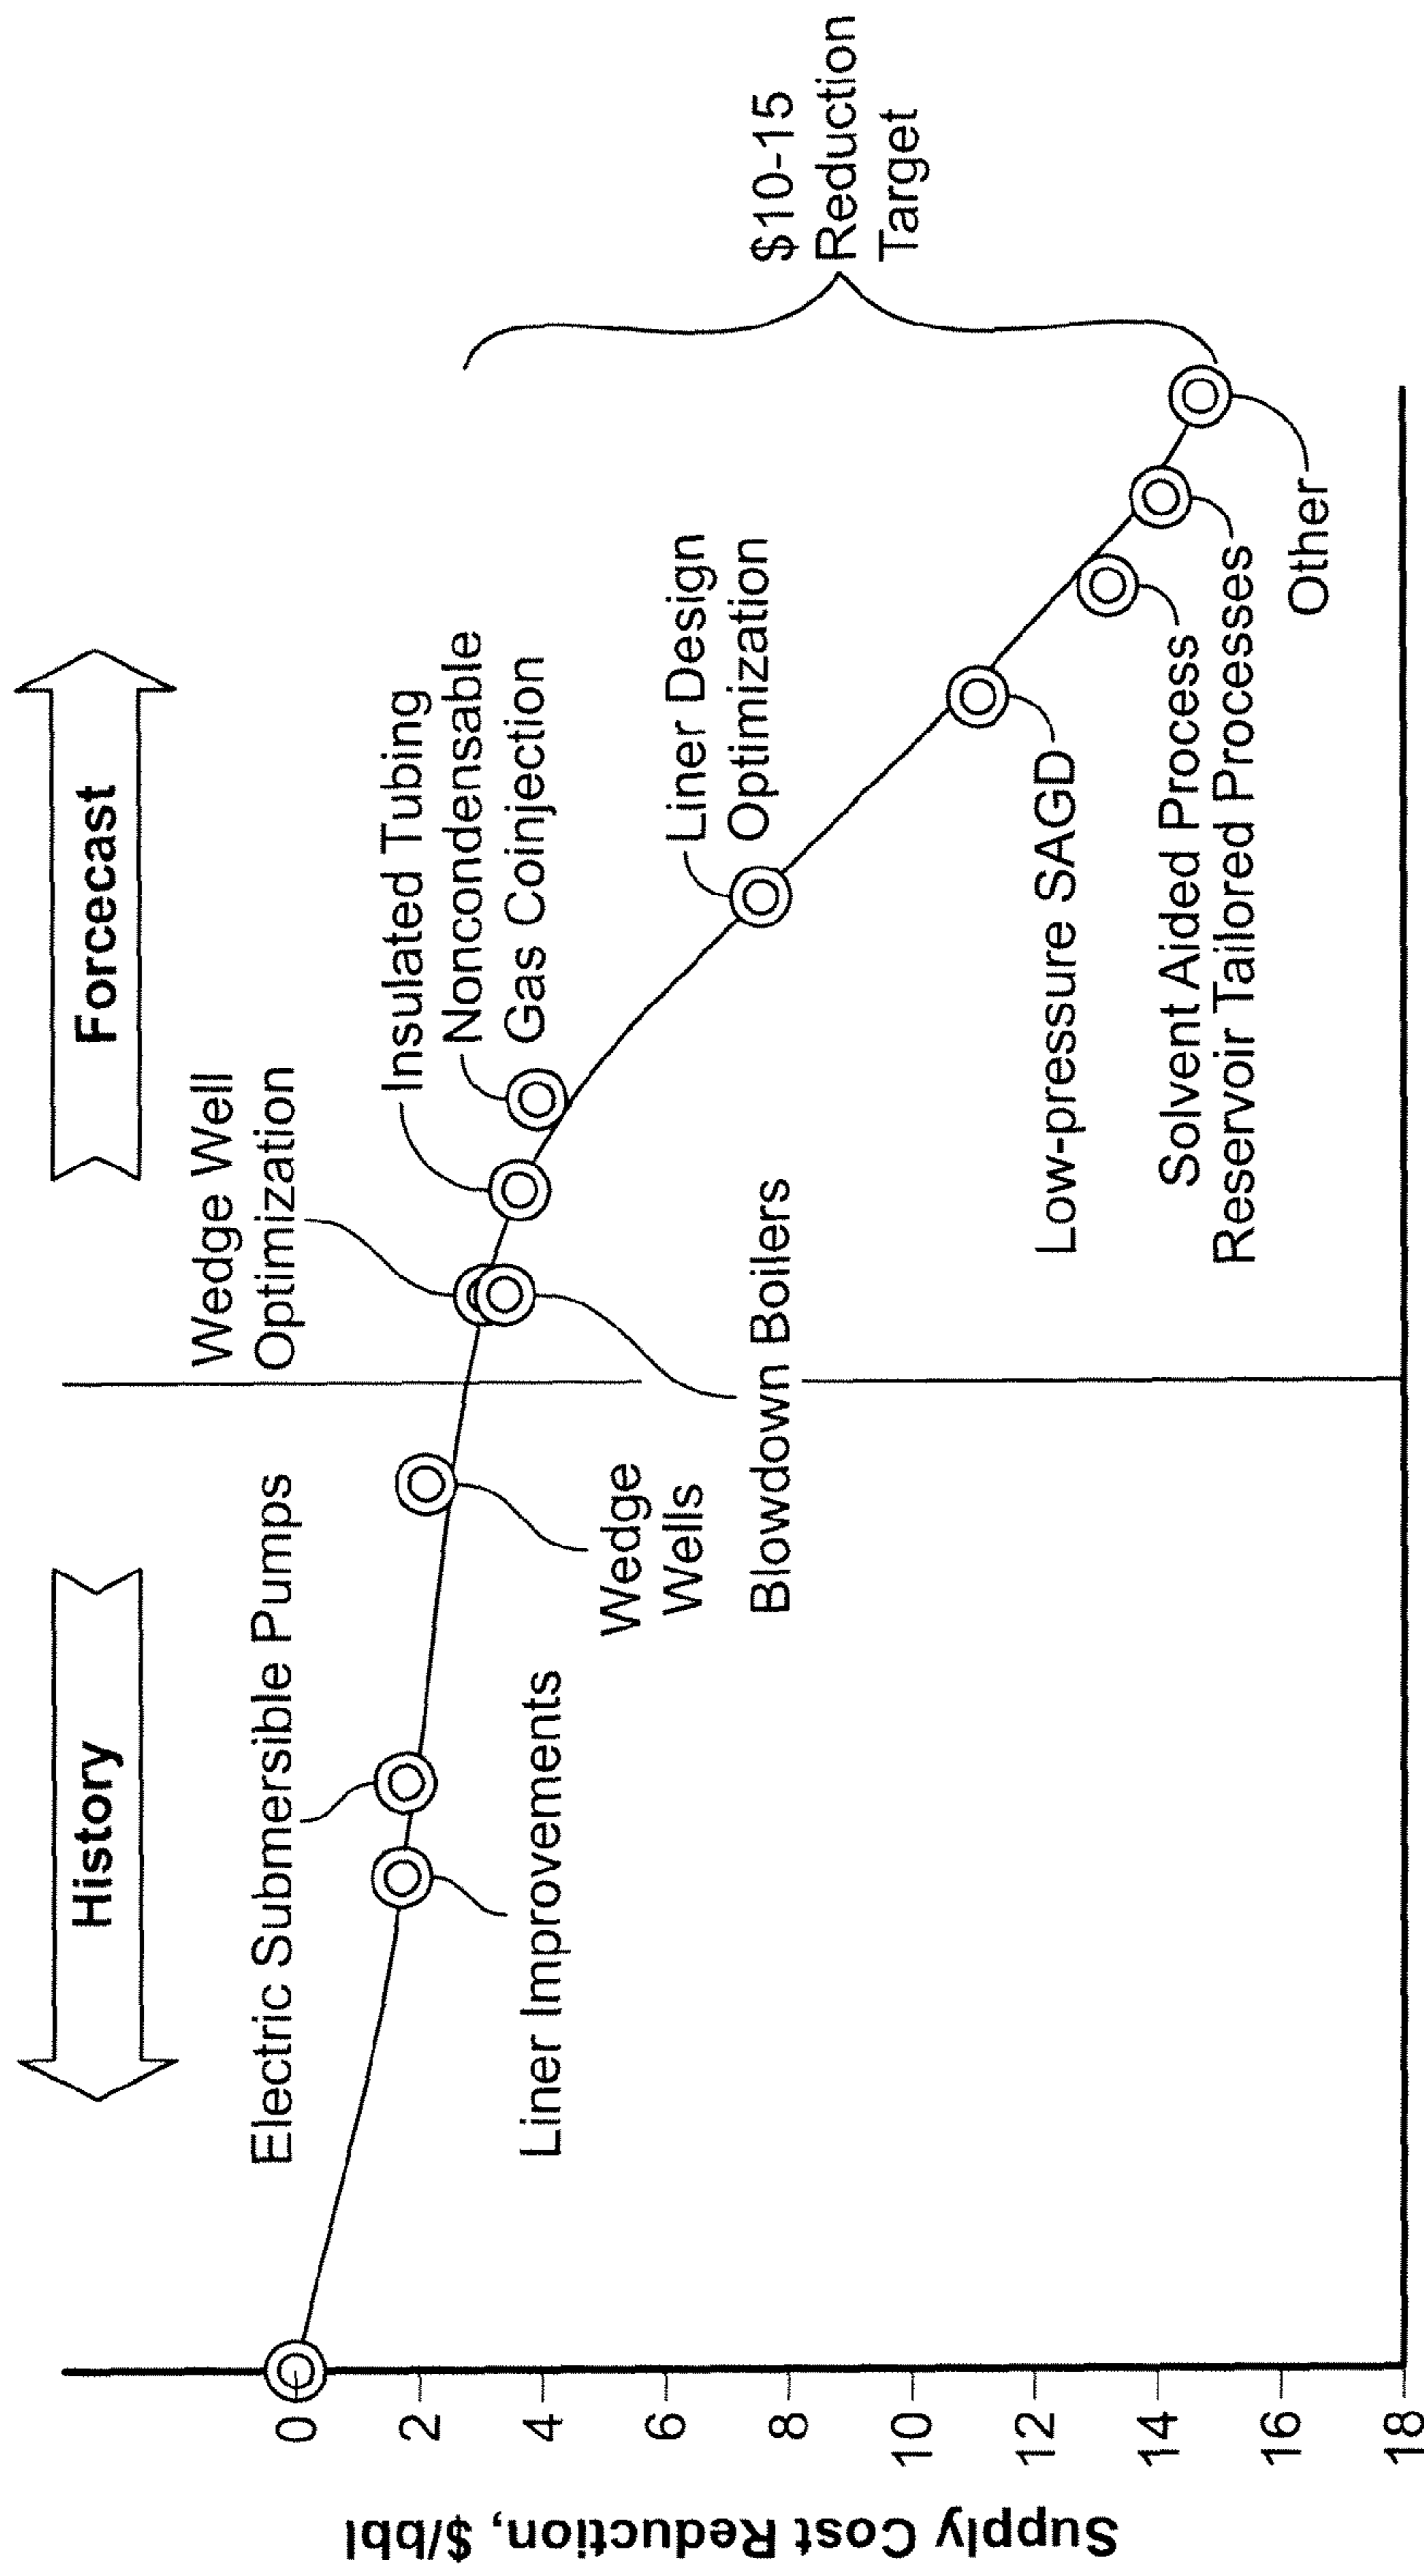 History
Forcecast
Electric Submersible Pumps
Wedge Well
Optimization
Insulated Tubing
Noncondensable
Gas Coinjection
Liner Design
Optimization
$10-15
Reduction
Target
Liner Improvements
Wedge
Wells
Blowdown Boilers
Low-pressure SAGD
Solvent Aided Process
Reservoir Tailored Processes
Other
Supply Cost Reduction, $/bbl
0
2
4
6
8
10
12
14
16
18